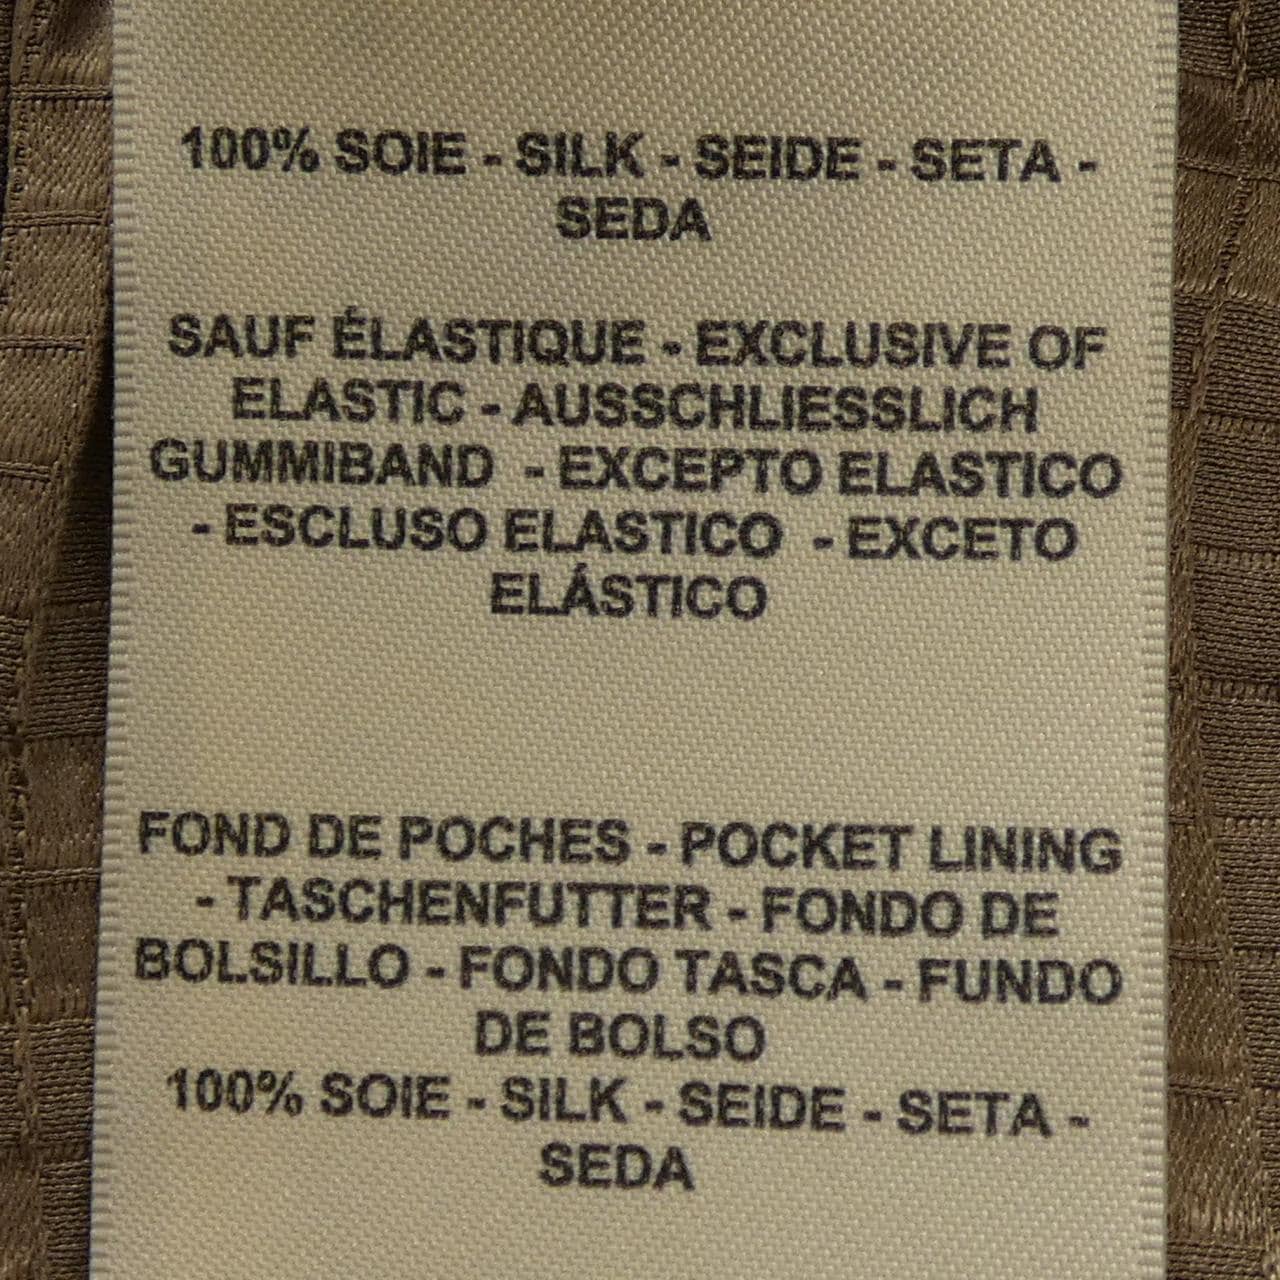 100% SOIE - SILK - SEIDE - SETA -
SEDA
SAUF ÉLASTIQUE - EXCLUSIVE OF
ELASTIC - AUSSCHLIESSLICH
GUMMIBAND - EXCEPTO ELASTICO
- ESCLUSO ELASTICO - EXCETO
ELÁSTICO
FOND DE POCHES - POCKET LINING
- TASCHENFUTTER - FONDO DE
BOLSILLO - FONDO TASCA - FUNDO
DE BOLSO
100% SOIE - SILK - SEIDE - SETA -
SEDA